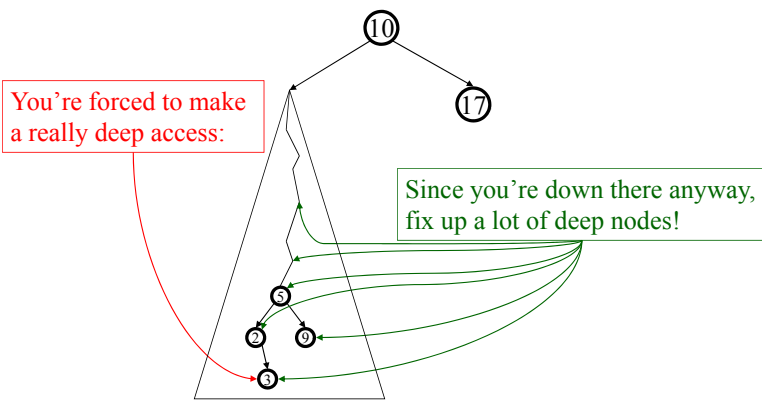 10
17
You're forced to make
a really deep access:
Since you're down there anyway,
fix up a lot of deep nodes!
5
2
9
3